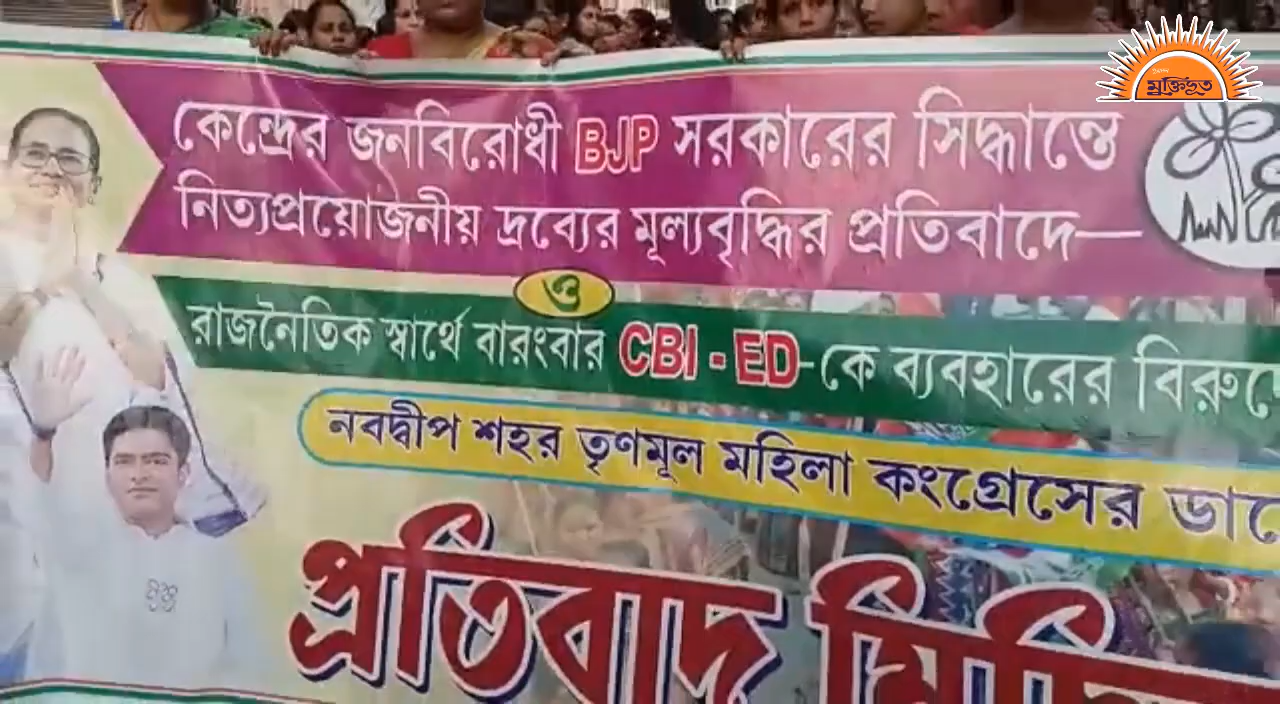 মুক্তিদূত
কেন্দ্রের জনবিরোধী BJP সরকারের সিদ্ধান্তে
নিত্যপ্রয়োজনীয় দ্রব্যের মূল্যবৃদ্ধির প্রতিবাদে—
ও
রাজনৈতিক স্বার্থে বারংবার CBI - ED-কে ব্যবহারের
নবদ্বীপ শহর তৃণমূল মহিলা কংগ্রেসের
প্রতিবাদ